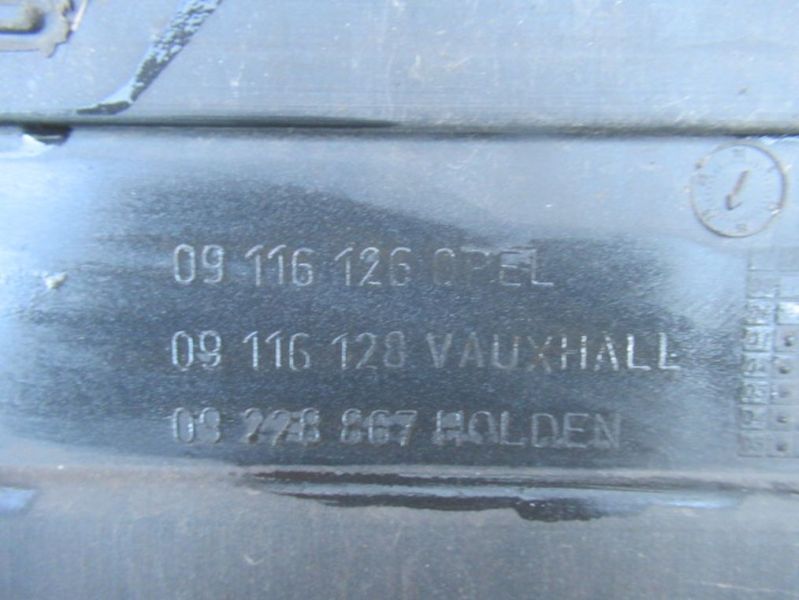 09 116 126 OPEL
09 116 128 VAUXHALL
09 228 867 HOLDEN